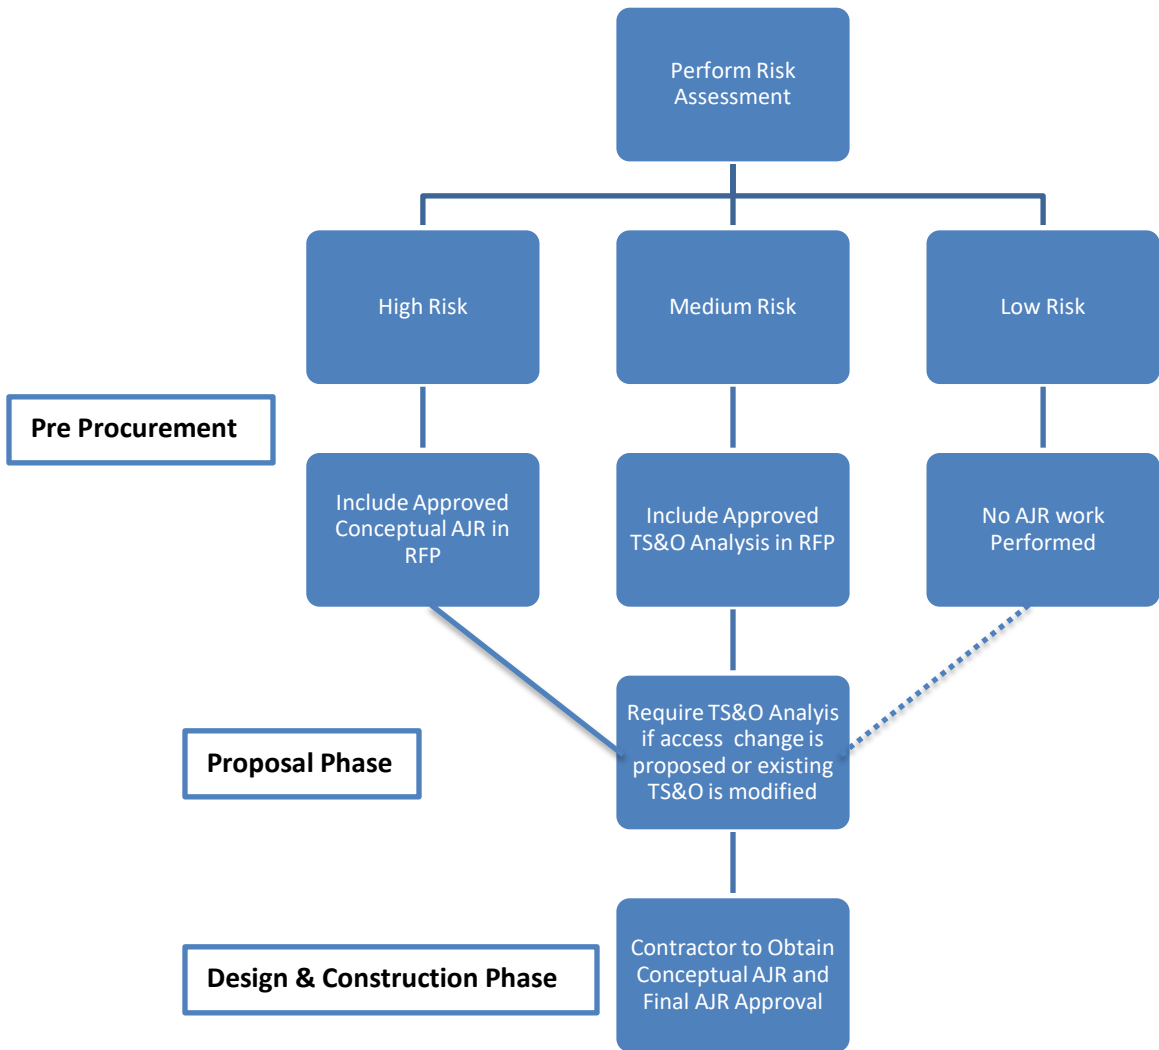 Perform Risk
Assessment
High Risk
Medium Risk
Low Risk
Pre Procurement
Include Approved
Conceptual AJR in
RFP
Include Approved
TS&O Analysis in RFP
No AJR work
Performed
Proposal Phase
Require TS&O Analyis
if access  change is
proposed or existing
TS&O is modified
Design & Construction Phase
Contractor to Obtain
Conceptual AJR and
Final AJR Approval